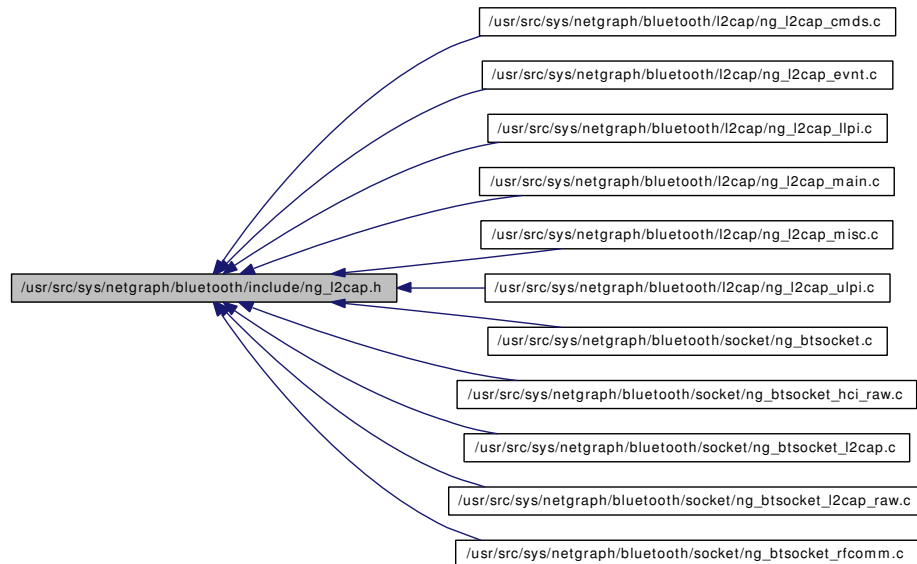 /usr/src/sys/netgraph/bluetooth/l2cap/ng_l2cap_cmds.c
/usr/src/sys/netgraph/bluetooth/l2cap/ng_l2cap_evnt.c
/usr/src/sys/netgraph/bluetooth/l2cap/ng_l2cap_llpi.c
/usr/src/sys/netgraph/bluetooth/l2cap/ng_l2cap_main.c
/usr/src/sys/netgraph/bluetooth/l2cap/ng_l2cap_misc.c
/usr/src/sys/netgraph/bluetooth/include/ng_l2cap.h
/usr/src/sys/netgraph/bluetooth/l2cap/ng_l2cap_ulpi.c
/usr/src/sys/netgraph/bluetooth/socket/ng_btsocket.c
/usr/src/sys/netgraph/bluetooth/socket/ng_btsocket_hci_raw.c
/usr/src/sys/netgraph/bluetooth/socket/ng_btsocket_l2cap.c
/usr/src/sys/netgraph/bluetooth/socket/ng_btsocket_l2cap_raw.c
/usr/src/sys/netgraph/bluetooth/socket/ng_btsocket_rfcomm.c